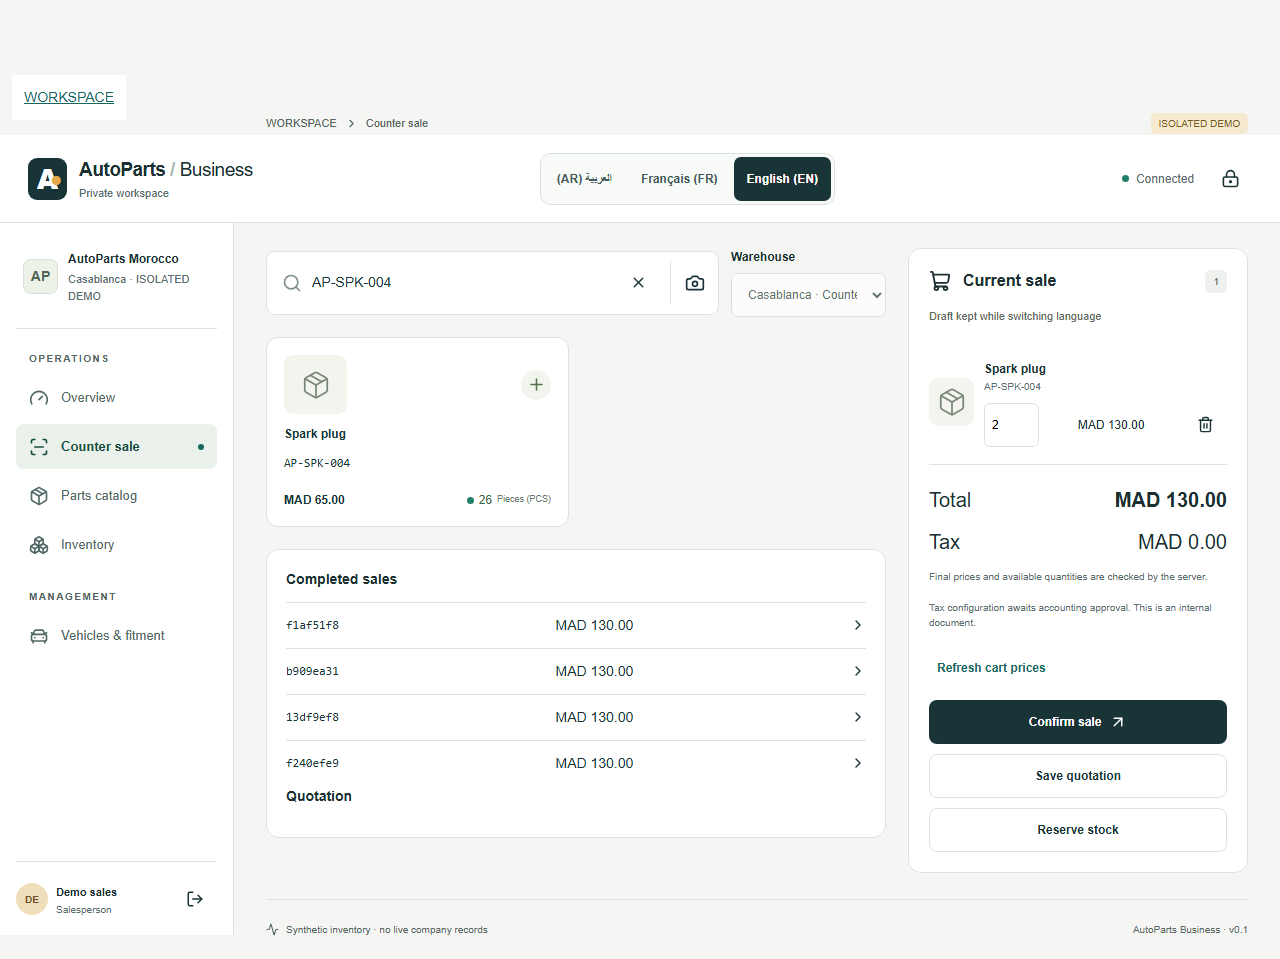 WORKSPACE
WORKSPACE > Counter sale
ISOLATED DEMO
A
AutoParts / Business
Private workspace
العربية (AR)
Français (FR)
English (EN)
Connected
AP
AutoParts Morocco
Casablanca · ISOLATED
DEMO
OPERATIONS
Overview
Counter sale
Parts catalog
Inventory
MANAGEMENT
Vehicles & fitment
DE
Demo sales
Salesperson
AP-SPK-004
Warehouse
Casablanca · Counte
Spark plug
AP-SPK-004
MAD 65.00
26 Pieces (PCS)
Completed sales
f1af51f8 MAD 130.00
b909ea31 MAD 130.00
13df9ef8 MAD 130.00
f240efe9 MAD 130.00
Quotation
Current sale
1
Draft kept while switching language
Spark plug
AP-SPK-004
2
MAD 130.00
Total MAD 130.00
Tax MAD 0.00
Final prices and available quantities are checked by the server.
Tax configuration awaits accounting approval. This is an internal
document.
Refresh cart prices
Confirm sale
Save quotation
Reserve stock
Synthetic inventory · no live company records
AutoParts Business · v0.1